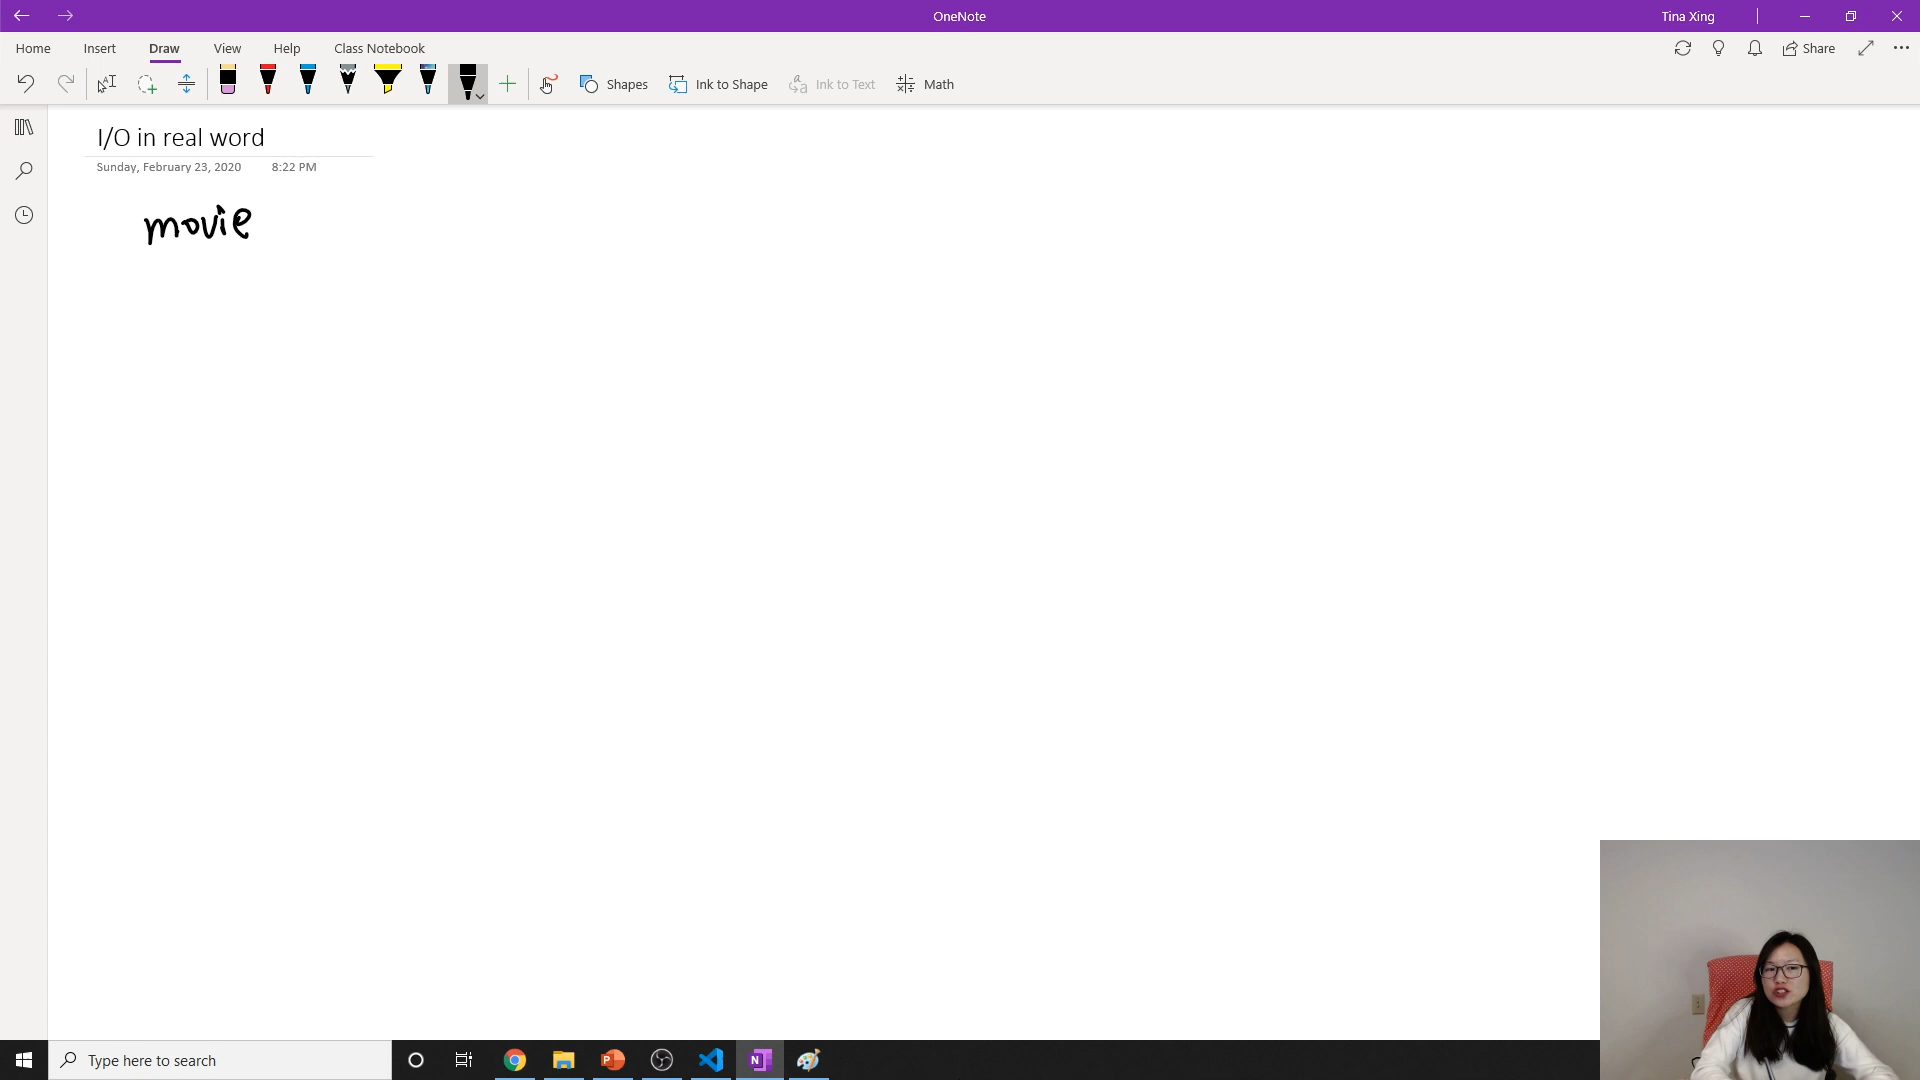 OneNote
Tina Xing
Home Insert Draw View Help Class Notebook
Share
Shapes Ink to Shape Ink to Text Math
I/O in real word
Sunday, February 23, 2020 8:22 PM
movie
Type here to search